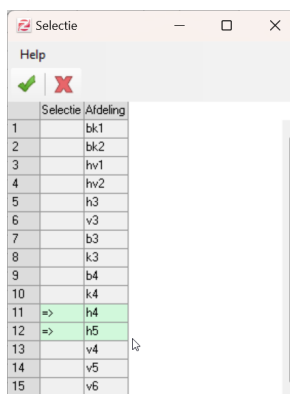 Selectie
Help
Selectie Afdeling
1 bk1
2 bk2
3 hv1
4 hv2
5 h3
6 v3
7 b3
8 k3
9 b4
10 k4
11 => h4
12 => h5
13 v4
14 v5
15 v6